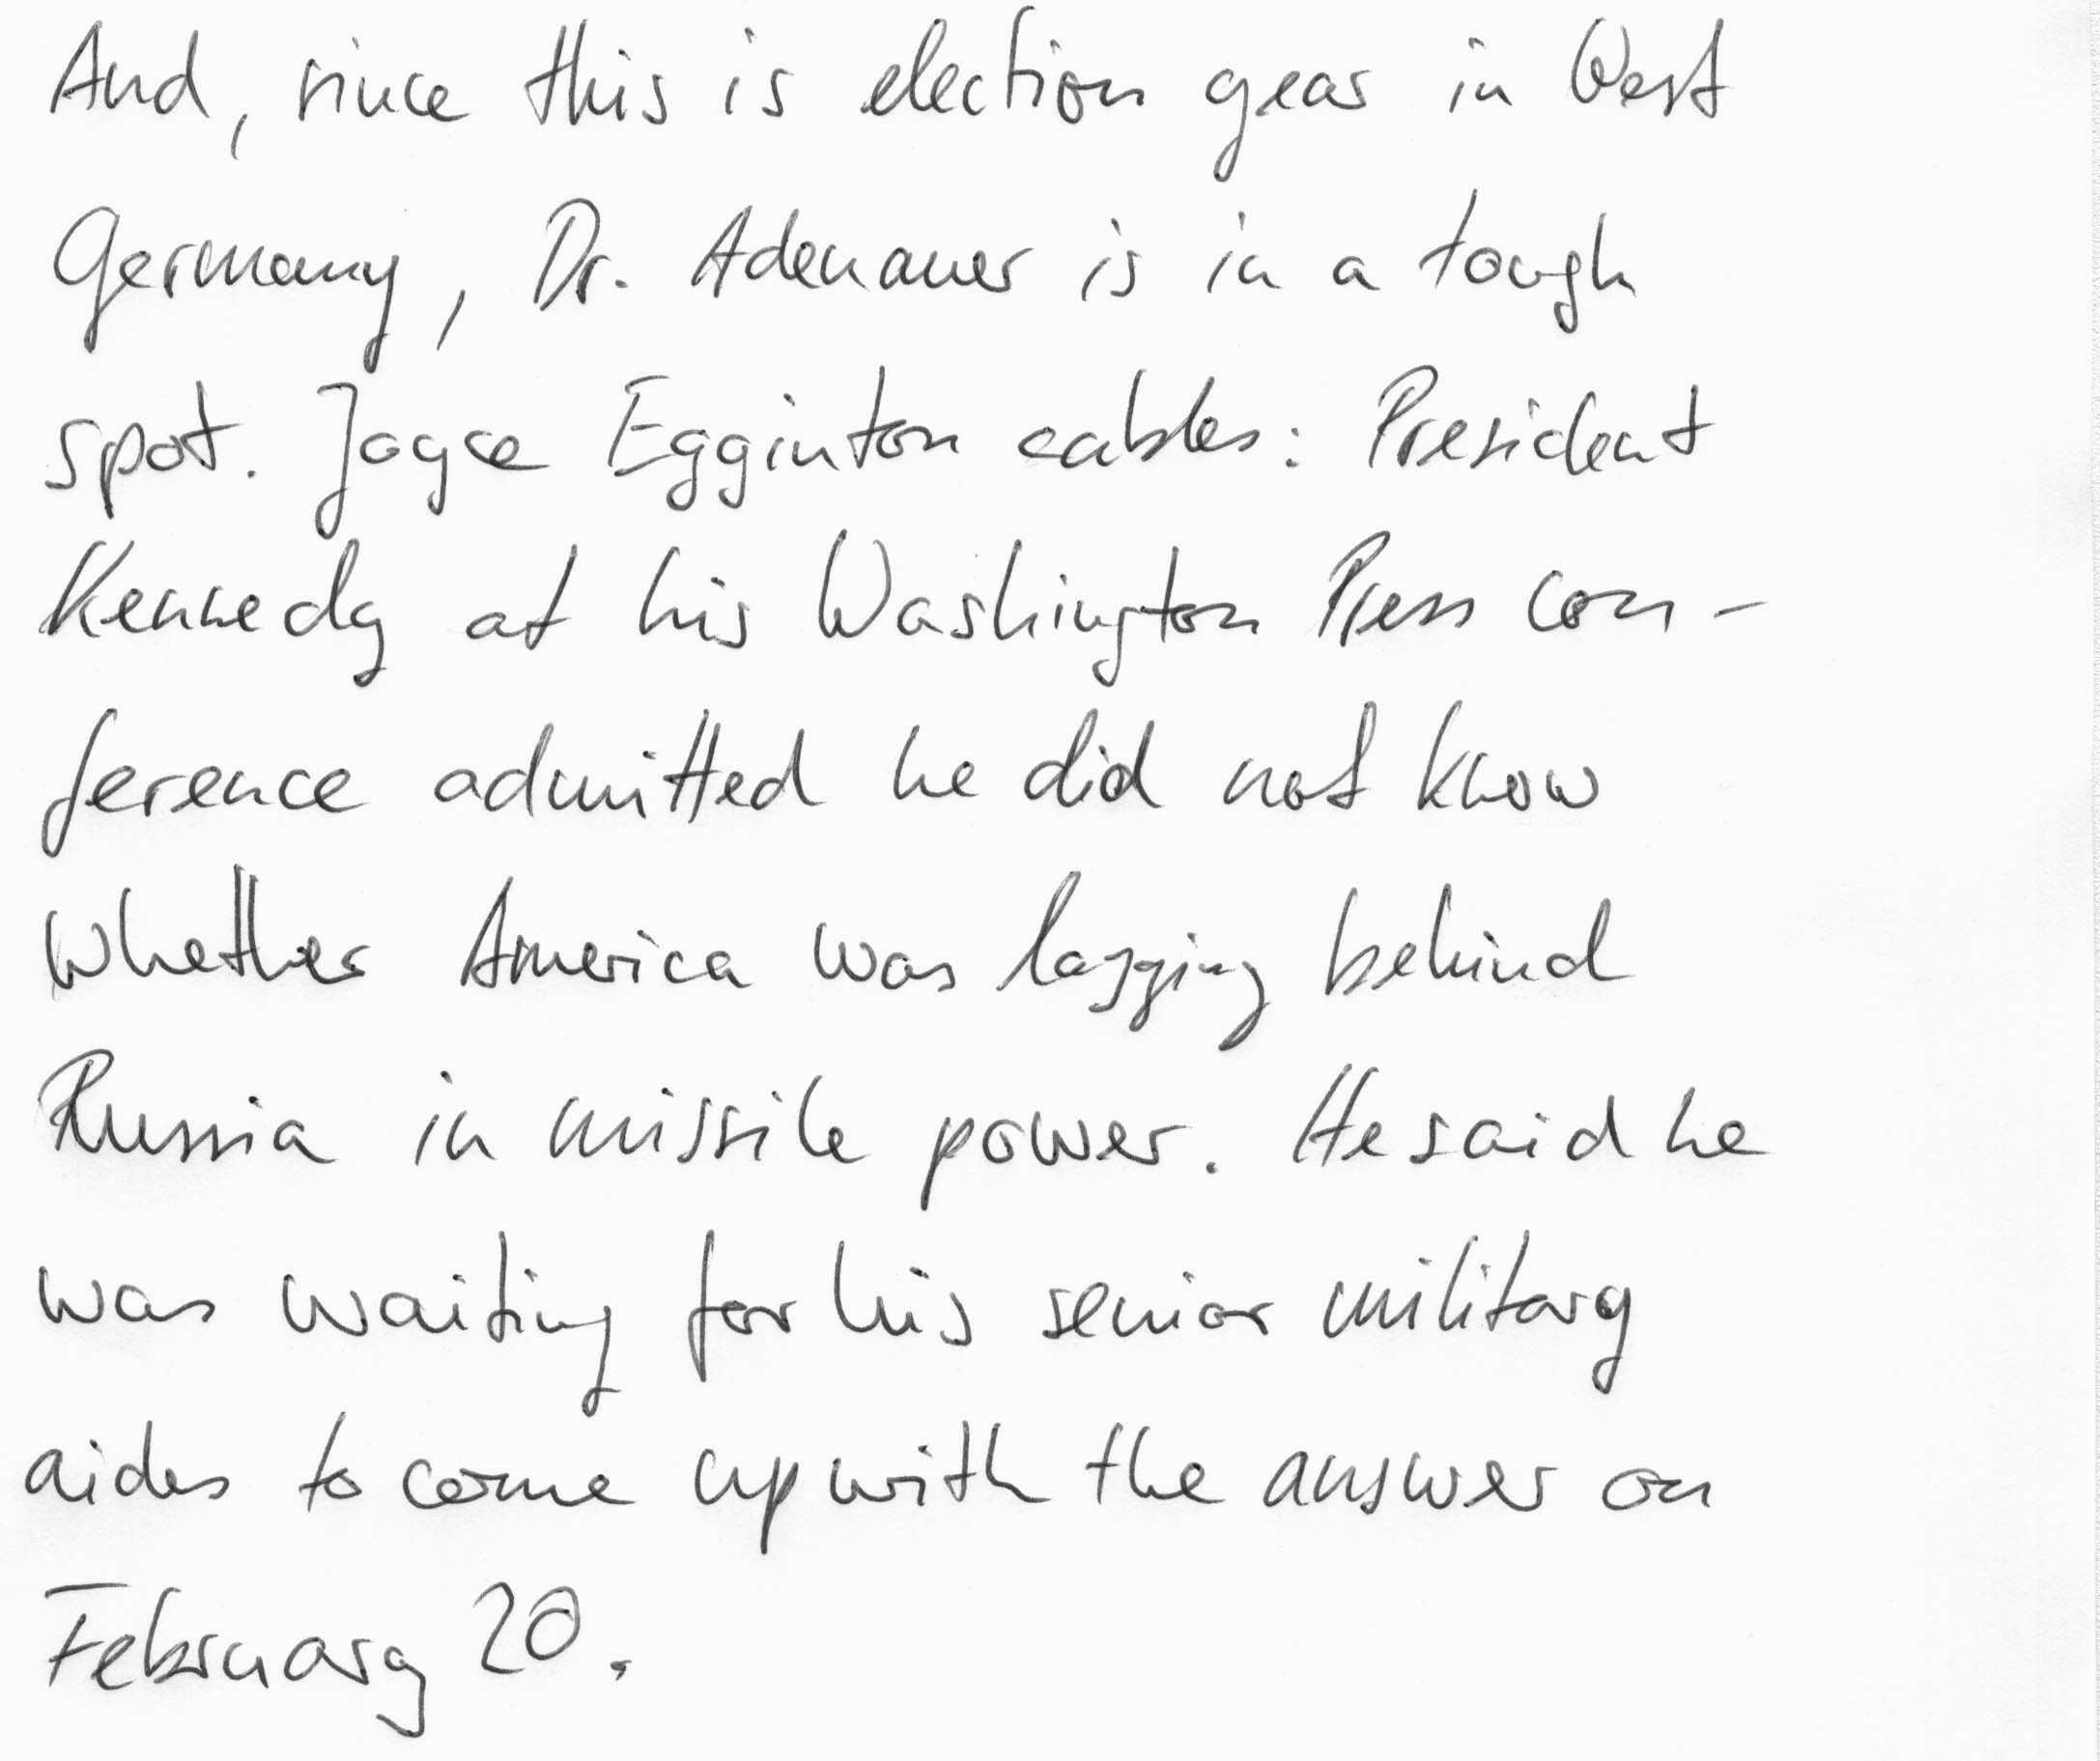 And, since this is election year in West
Germany, Dr. Adenauer is in a tough
spot. Joyce Egginton cables: President
Kennedy at his Washington Press con-
ference admitted he did not know
whether America was lagging behind
Russia in missile power. He said he
was waiting for his senior military
aides to come up with the answer on
February 20.